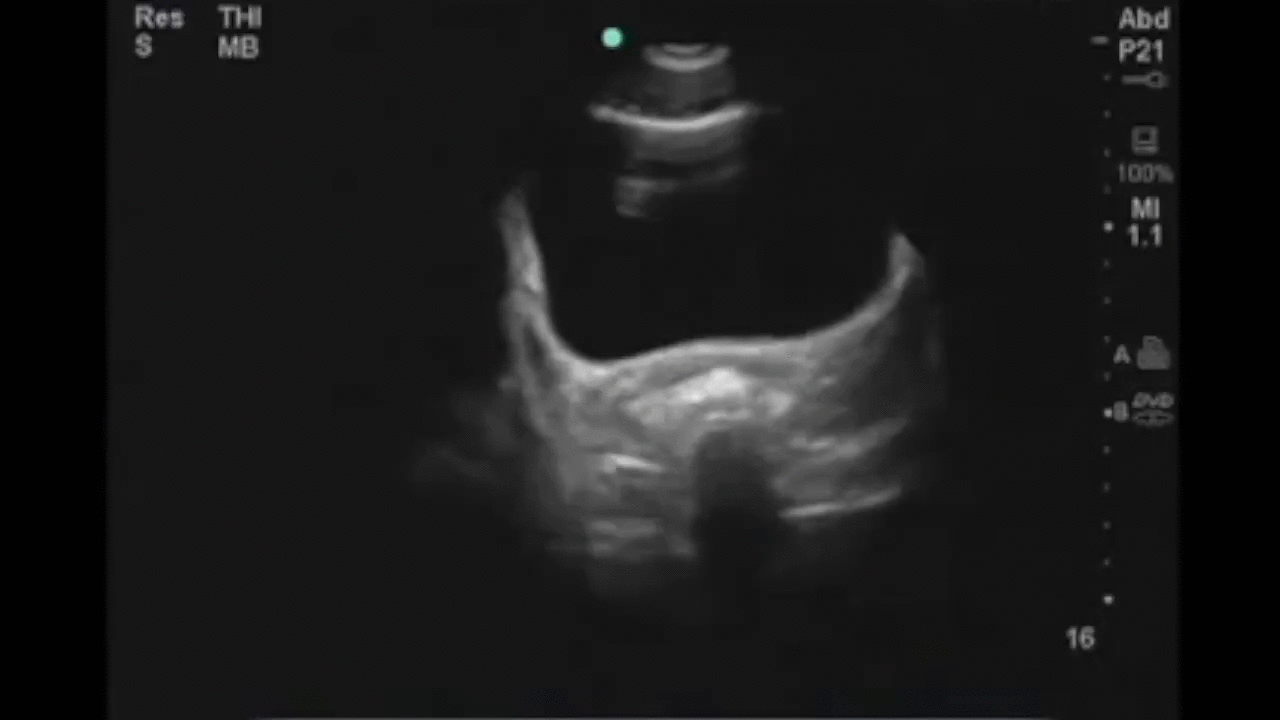 Res THI
S MB
Abd
P21
100%
MI
1.1
A
B DVD
16